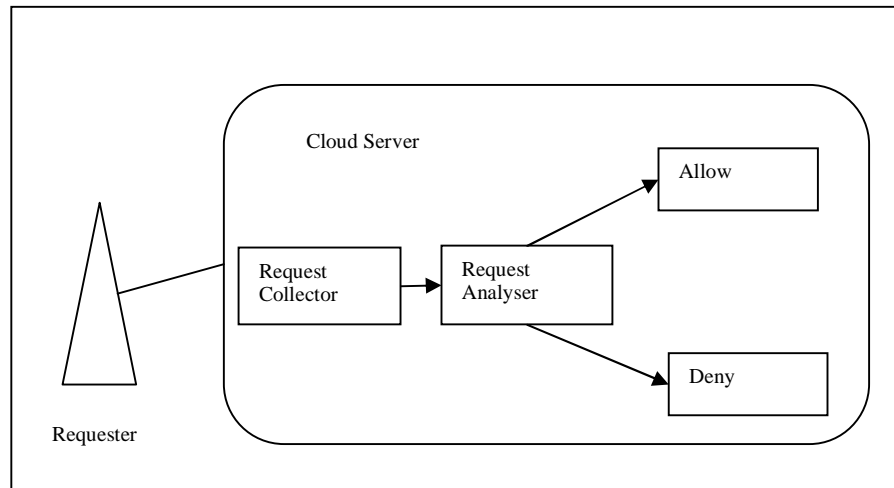 Cloud Server
Allow
Request
Collector
Request
Analyser
Deny
Requester